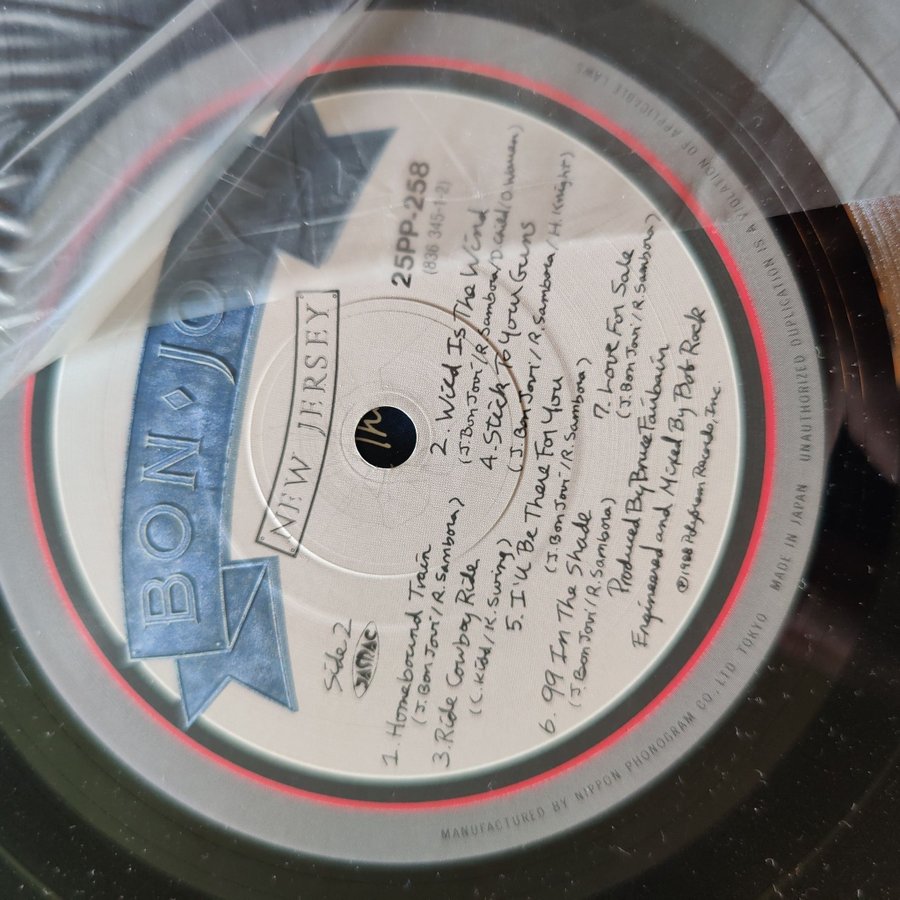 BON JOVI
NEW JERSEY
25PP-258
(836 345-1-2)
Side 2
JASRAC
1. Homebound Train
(J.Bon Jovi/R.Sambora)
2. Wild Is The Wind
(J.Bon Jovi/R.Sambora/D.Child/D.Warren)
3. Ride Cowboy Ride
(C.Kidd/K.Swing)
4. Stick To Your Guns
(J.Bon Jovi/R.Sambora/H.Knight)
5. I'll Be There For You
(J.Bon Jovi/R.Sambora)
6. 99 In The Shade
(J.Bon Jovi/R.Sambora)
7. Love For Sale
(J.Bon Jovi/R.Sambora)
Produced By Bruce Fairbairn
Engineered and Mixed By Bob Rock
Ⓟ1988 Polygram Records, Inc.
MANUFACTURED BY NIPPON PHONOGRAM CO.,LTD. TOKYO MADE IN JAPAN UNAUTHORIZED DUPLICATION IS A VIOLATION OF APPLICABLE LAWS